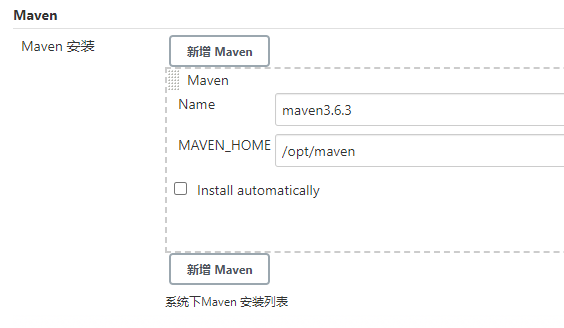 Maven
Maven 安装
新增 Maven
Maven
Name
maven3.6.3
MAVEN_HOME
/opt/maven
Install automatically
新增 Maven
系统下Maven 安装列表